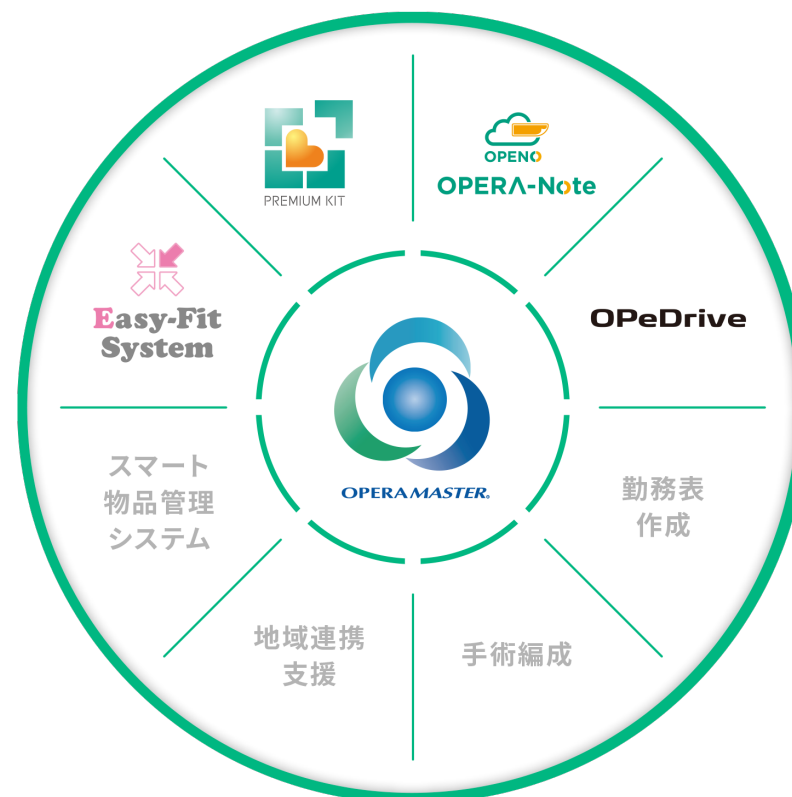 PREMIUM KIT
OPENO
OPERA-Note
Easy-Fit
System
OPeDrive
OPERAMASTER®
スマート
物品管理
システム
勤務表
作成
地域連携
支援
手術編成